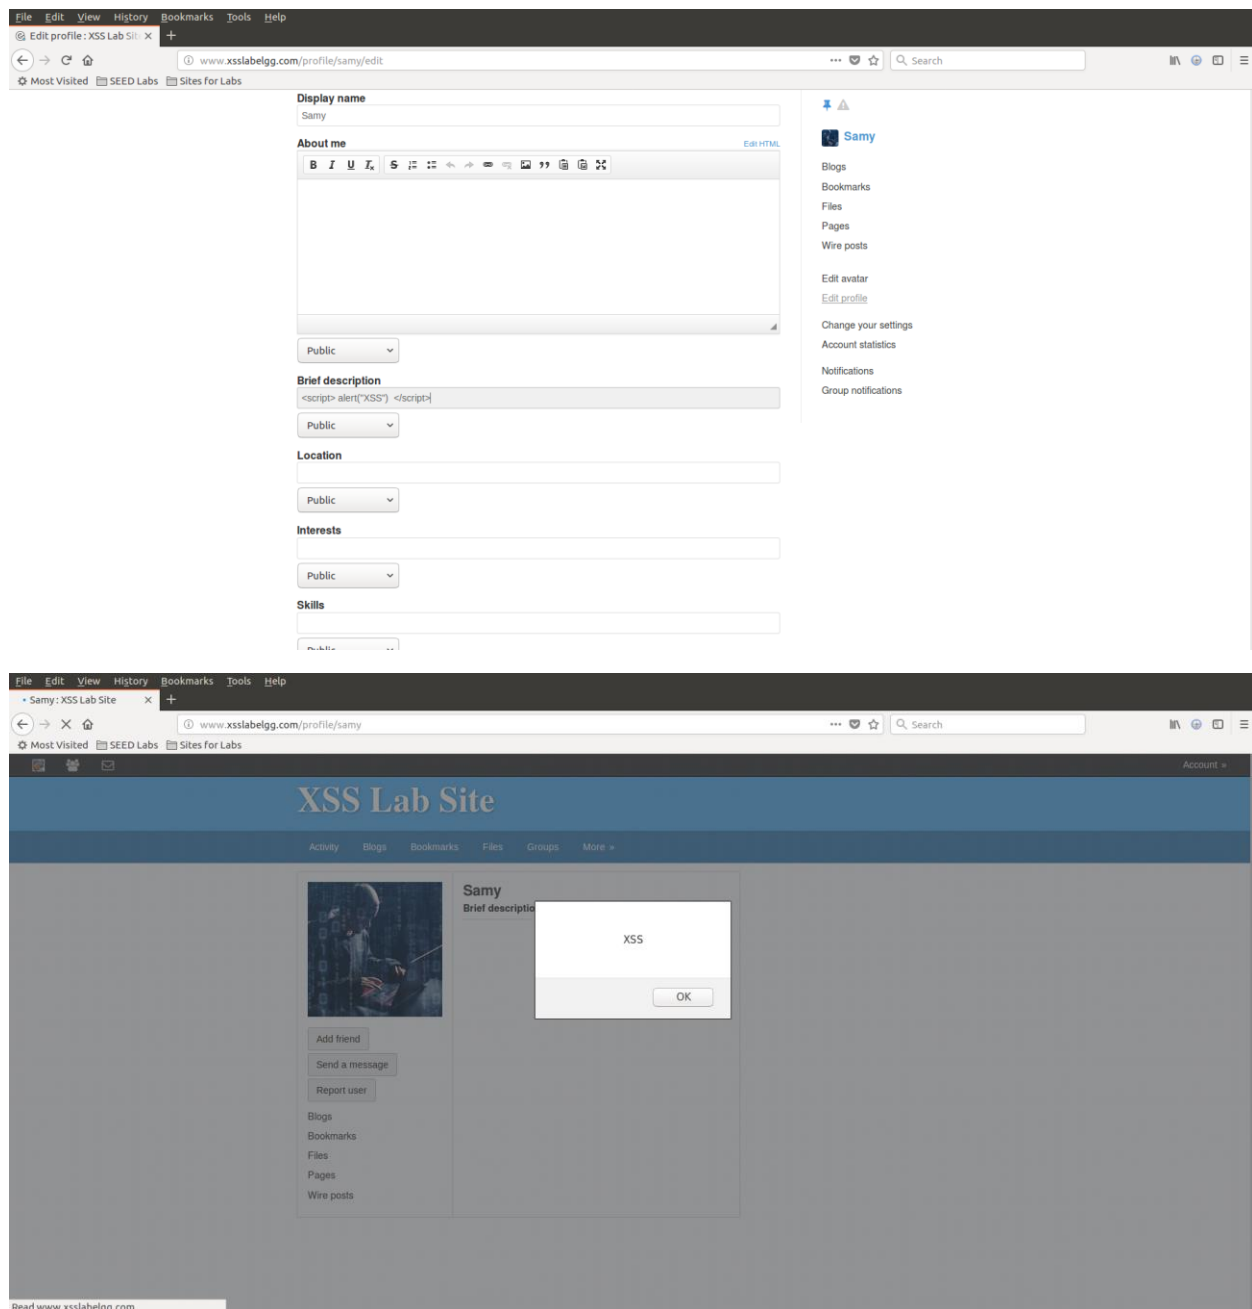 File Edit View History Bookmarks Tools Help
Edit profile : XSS Lab Sit × +
www.xsslabelgg.com/profile/samy/edit ... Search
Most Visited SEED Labs Sites for Labs
Display name
Samy
About me Edit HTML
B I U Tx S
Public
Brief description
<script> alert("XSS")  </script>
Public
Location
Public
Interests
Public
Skills
Public
Samy
Blogs
Bookmarks
Files
Pages
Wire posts
Edit avatar
Edit profile
Change your settings
Account statistics
Notifications
Group notifications
File Edit View History Bookmarks Tools Help
• Samy : XSS Lab Site × +
www.xsslabelgg.com/profile/samy ... Search
Most Visited SEED Labs Sites for Labs
Account »
XSS Lab Site
Activity Blogs Bookmarks Files Groups More »
Samy
Brief descriptio
XSS
OK
Add friend
Send a message
Report user
Blogs
Bookmarks
Files
Pages
Wire posts
Read www.xsslabelgg.com